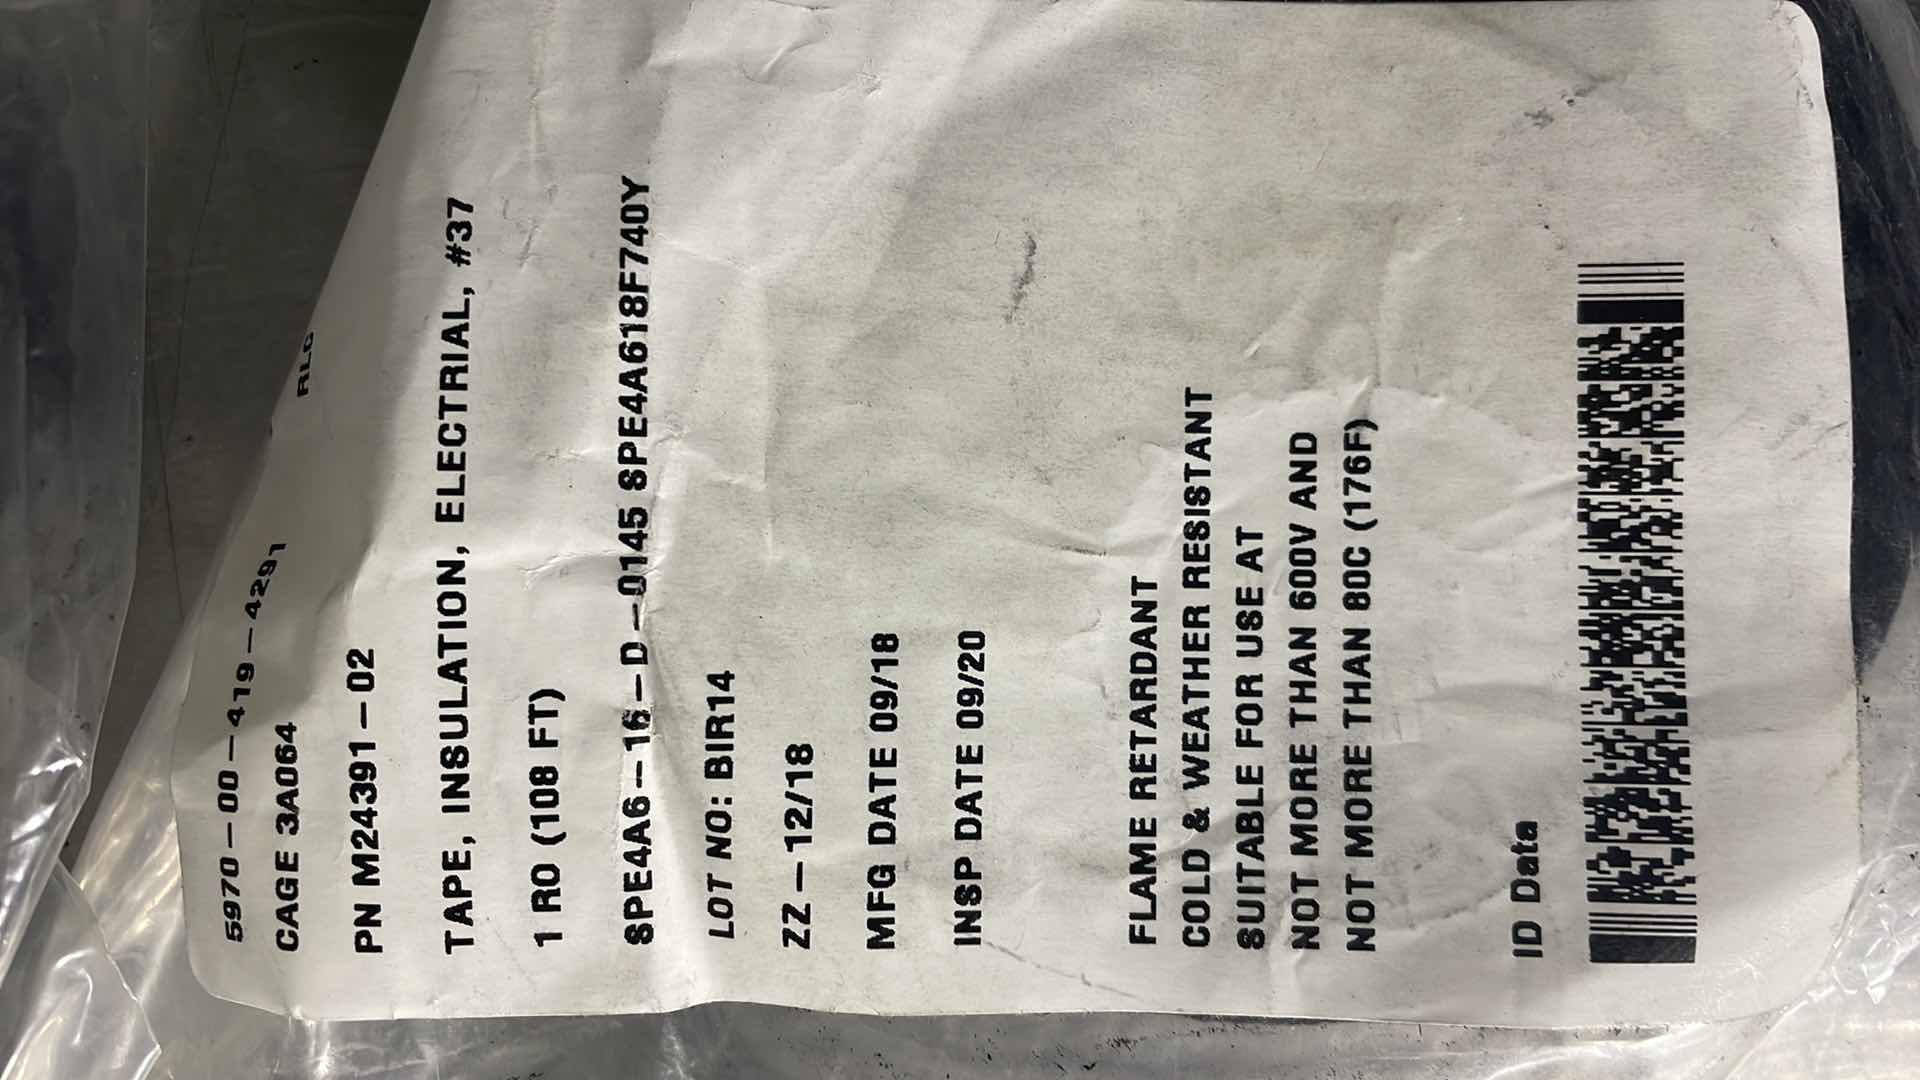 5970-00-419-4291 RLC
CAGE 3A064
PN M24391-02
TAPE, INSULATION, ELECTRIAL, #37
1 RO (108 FT)
SPE4A6-16-D-0145 SPE4A618F740Y
LOT NO: BIR14
ZZ-12/18
MFG DATE 09/18
INSP DATE 09/20
FLAME RETARDANT
COLD & WEATHER RESISTANT
SUITABLE FOR USE AT
NOT MORE THAN 600V AND
NOT MORE THAN 80C (176F)
ID Data